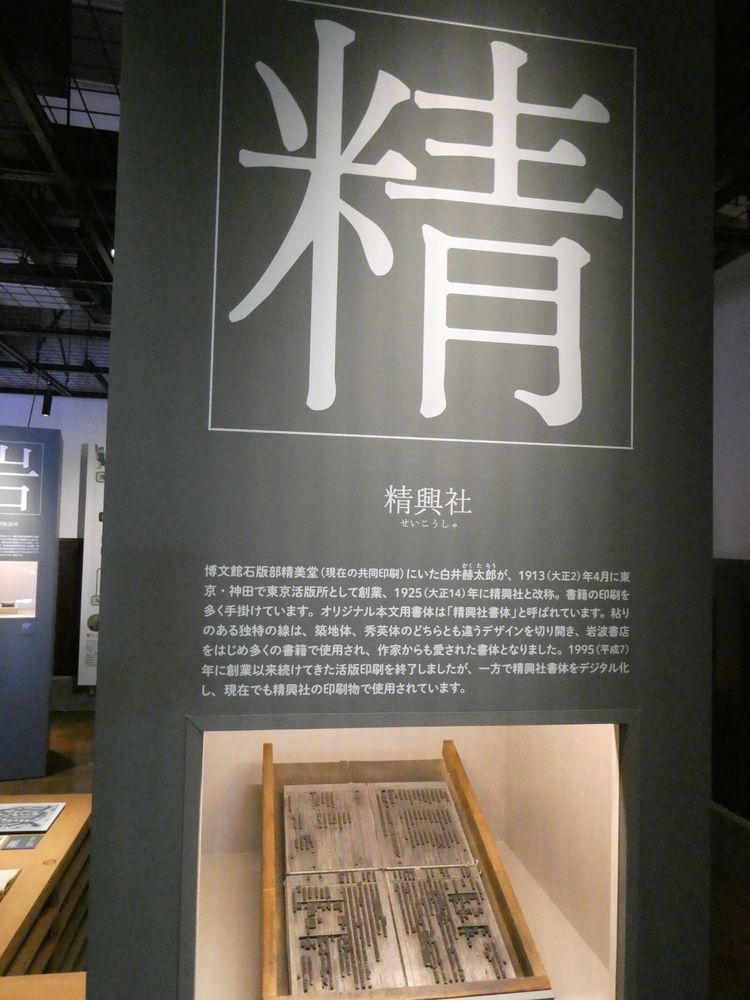 精
精興社
せいこうしゃ
博文館石版部精美堂(現在の共同印刷)にいた白井赫太郎が、1913(大正2)年4月に東
京・神田で東京活版所として創業、1925(大正14)年に精興社と改称。書籍の印刷を
多く手掛けています。オリジナル本文用書体は「精興社書体」と呼ばれています。粘り
のある独特の線は、築地体、秀英体のどちらとも違うデザインを切り開き、岩波書店
をはじめ多くの書籍で使用され、作家からも愛された書体となりました。1995(平成7)
年に創業以来続けてきた活版印刷を終了しましたが、一方で精興社書体をデジタル化
し、現在でも精興社の印刷物で使用されています。